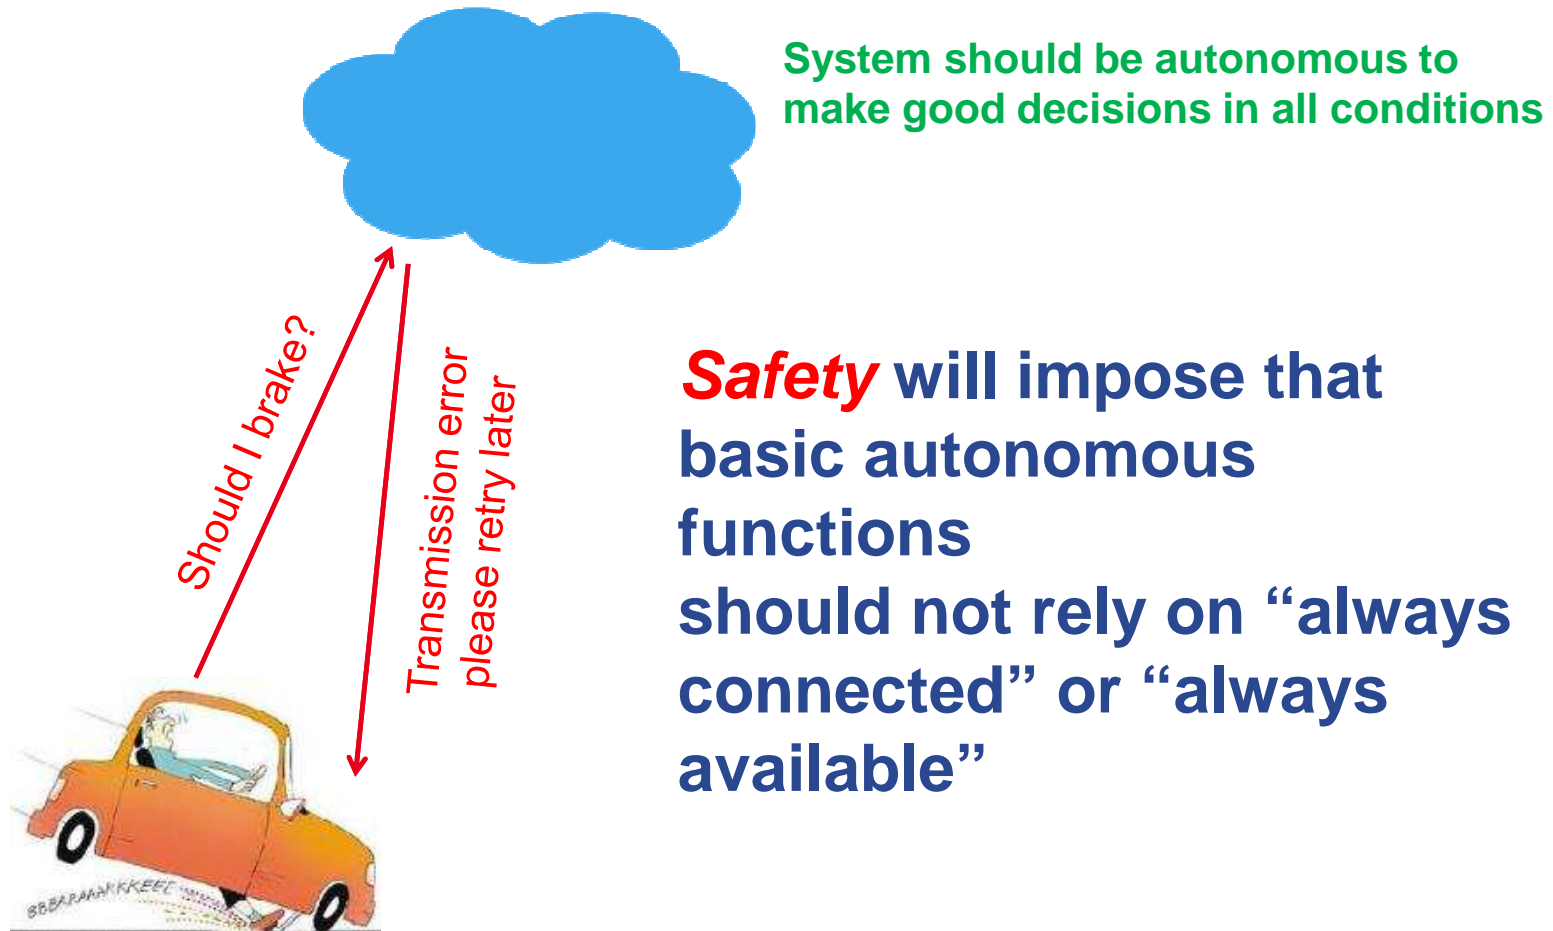 System should be autonomous to
make good decisions in all conditions
Should I brake?
Transmission error
please retry later
Safety will impose that
basic autonomous
functions
should not rely on “always
connected” or “always
available”